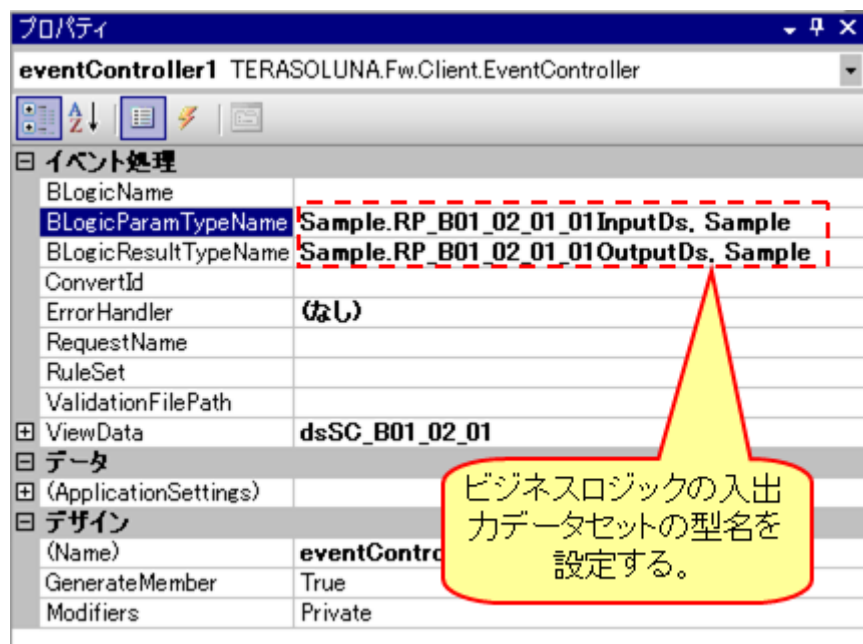 プロパティ
eventController1 TERASOLUNA.Fw.Client.EventController
イベント処理
BLogicName
BLogicParamTypeName Sample.RP_B01_02_01_01InputDs, Sample
BLogicResultTypeName Sample.RP_B01_02_01_01OutputDs, Sample
ConvertId
ErrorHandler (なし)
RequestName
RuleSet
ValidationFilePath
ViewData dsSC_B01_02_01
データ
(ApplicationSettings)
デザイン
(Name) eventContro
GenerateMember True
Modifiers Private
ビジネスロジックの入出
力データセットの型名を
設定する。